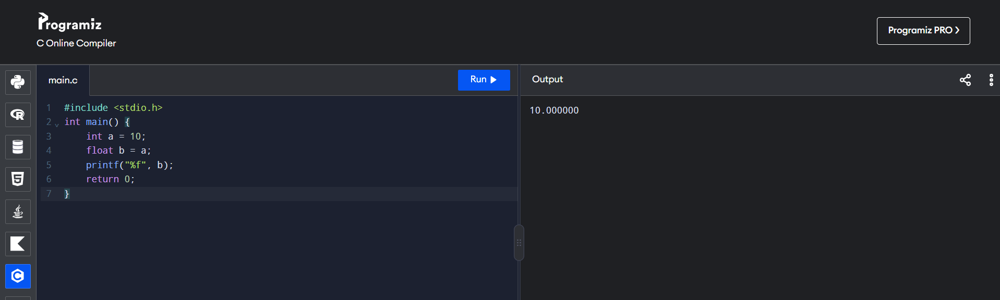 Programiz
C Online Compiler
Programiz PRO ❯
main.c
Run
Output
1 #include <stdio.h>
2 int main() {
3     int a = 10;
4     float b = a;
5     printf("%f", b);
6     return 0;
7 }
10.000000